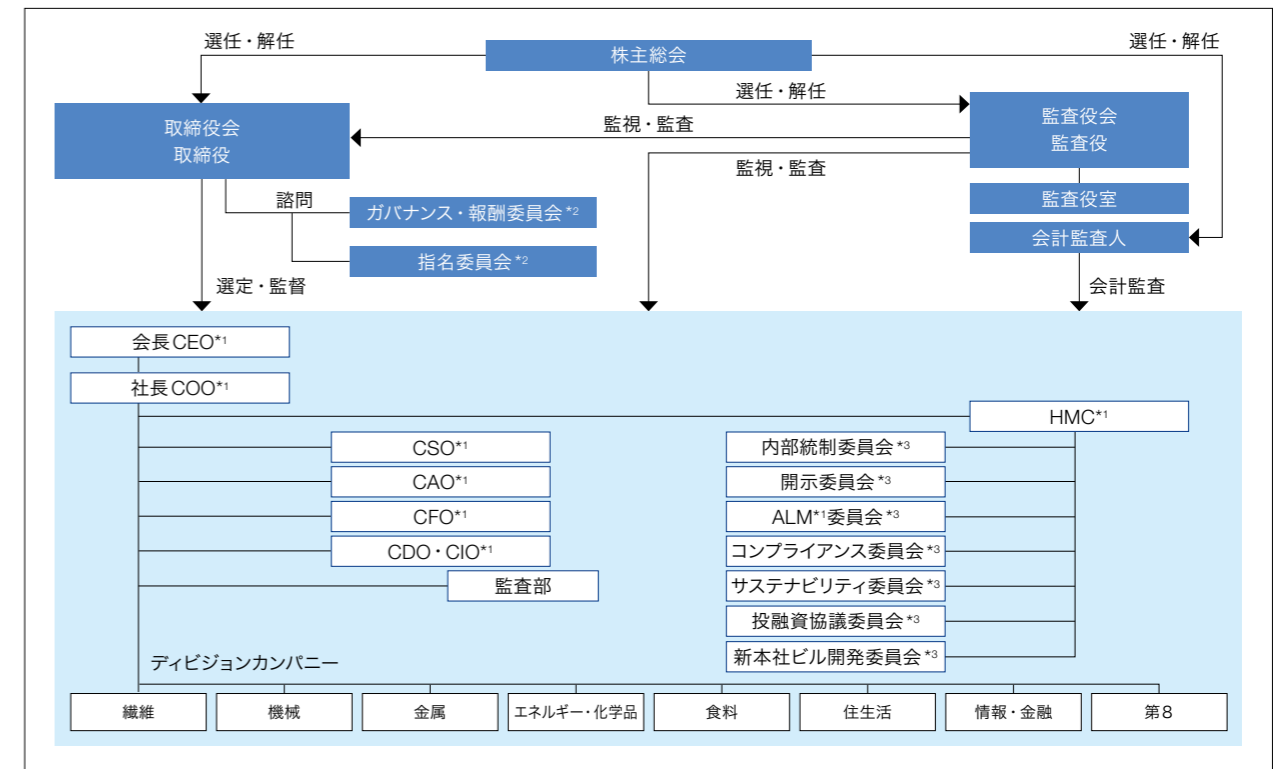 選任・解任
株主総会
選任・解任
選任・解任
取締役会
取締役
監視・監査
監査役会
監査役
監視・監査
諮問
ガバナンス・報酬委員会*2
監査役室
会計監査人
指名委員会*2
選定・監督
会計監査
会長CEO*1
社長COO*1
HMC*1
CSO*1
内部統制委員会*3
CAO*1
開示委員会*3
CFO*1
ALM*1委員会*3
CDO・CIO*1
コンプライアンス委員会*3
監査部
サステナビリティ委員会*3
投融資協議委員会*3
新本社ビル開発委員会*3
ディビジョンカンパニー
繊維
機械
金属
エネルギー・化学品
食料
住生活
情報・金融
第8